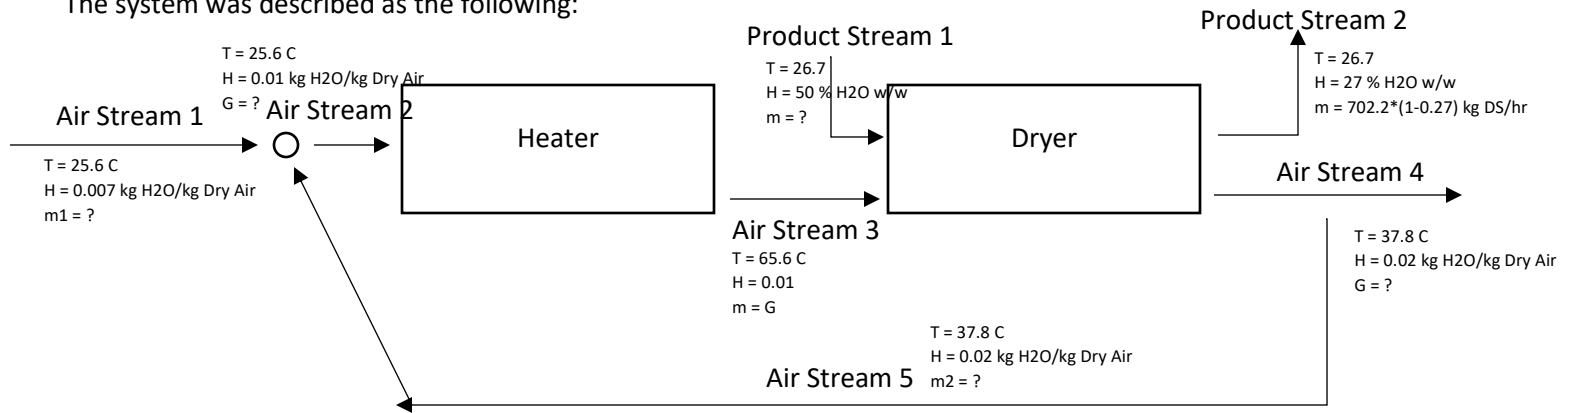 The system was described as the following:
T = 25.6 C
H = 0.01 kg H2O/kg Dry Air
G = ?
Air Stream 2
Air Stream 1
T = 25.6 C
H = 0.007 kg H2O/kg Dry Air
m1 = ?
Heater
Product Stream 1
T = 26.7
H = 50 % H2O w/w
m = ?
Dryer
Product Stream 2
T = 26.7
H = 27 % H2O w/w
m = 702.2*(1-0.27) kg DS/hr
Air Stream 3
T = 65.6 C
H = 0.01
m = G
Air Stream 4
T = 37.8 C
H = 0.02 kg H2O/kg Dry Air
G = ?
T = 37.8 C
H = 0.02 kg H2O/kg Dry Air
Air Stream 5
m2 = ?